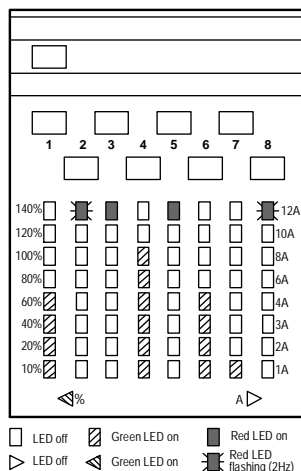 1 2 3 4 5 6 7 8
140% 12A
120% 10A
100% 8A
80% 6A
60% 4A
40% 3A
20% 2A
10% 1A
% A
LED off Green LED on Red LED on
LED off Green LED on Red LED
flashing (2Hz)